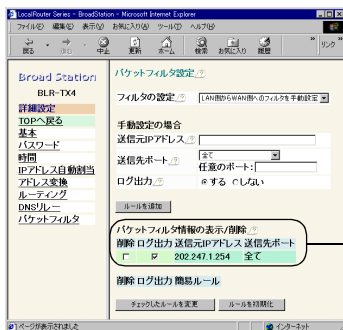 LocalRouter Series - BroadStation - Microsoft Internet Explorer
ファイル(F) 編集(E) 表示(V) お気に入り(A) ツール(T) ヘルプ(H)
戻る 進む 中止 更新 ホーム 検索 お気に入り 履歴 リンク
Broad Station
BLR-TX4
詳細設定
TOPへ戻る
基本
パスワード
時間
IPアドレス自動割当
アドレス変換
ルーティング
DNSリレー
パケットフィルタ
パケットフィルタ設定
フィルタの設定 LAN側からWAN側へのフィルタを手動設定
手動設定の場合
送信元IPアドレス
送信先ポート 全て
任意のポート:
ログ出力 する しない
ルールを追加
パケットフィルタ情報の表示/削除
削除 ログ出力 送信元IPアドレス 送信先ポート
202.247.1.254 全て
削除 ログ出力 簡易ルール
チェックしたルールを変更 ルールを初期化
ページが表示されました インターネット